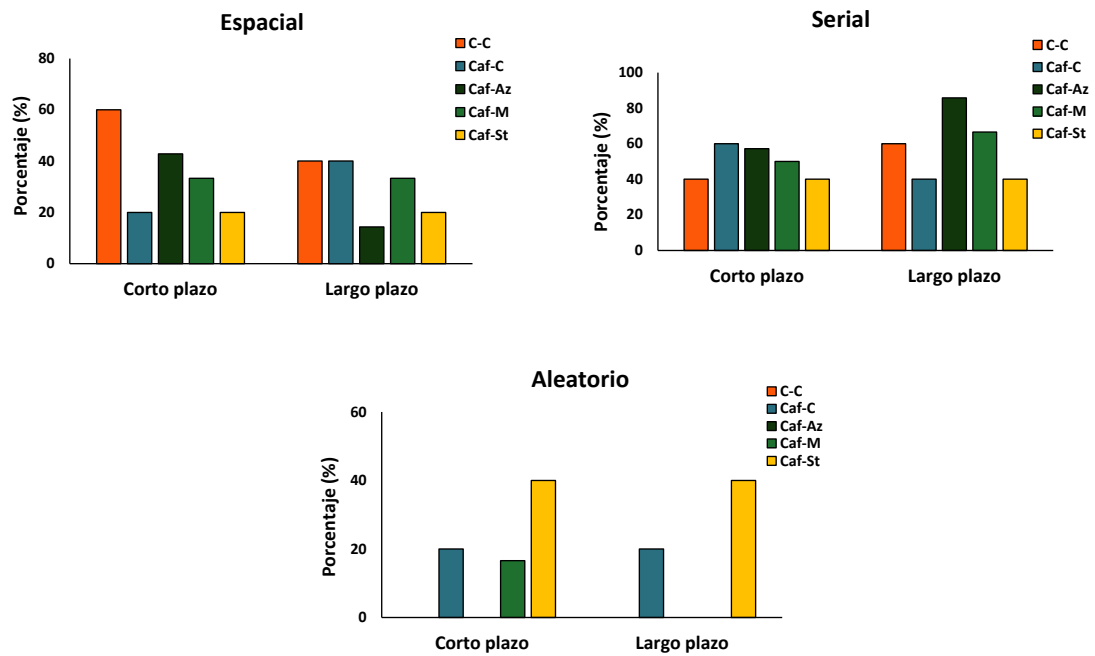 Espacial
C-C
Caf-C
Caf-Az
Caf-M
Caf-St
Porcentaje (%)
80
60
40
20
0
Corto plazo
Largo plazo
Serial
C-C
Caf-C
Caf-Az
Caf-M
Caf-St
Porcentaje (%)
100
80
60
40
20
0
Corto plazo
Largo plazo
Aleatorio
C-C
Caf-C
Caf-Az
Caf-M
Caf-St
Porcentaje (%)
60
40
20
0
Corto plazo
Largo plazo